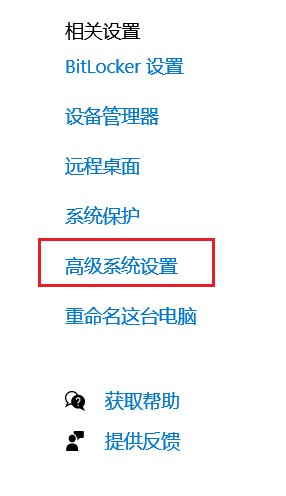 相关设置
BitLocker 设置
设备管理器
远程桌面
系统保护
高级系统设置
重命名这台电脑
获取帮助
提供反馈